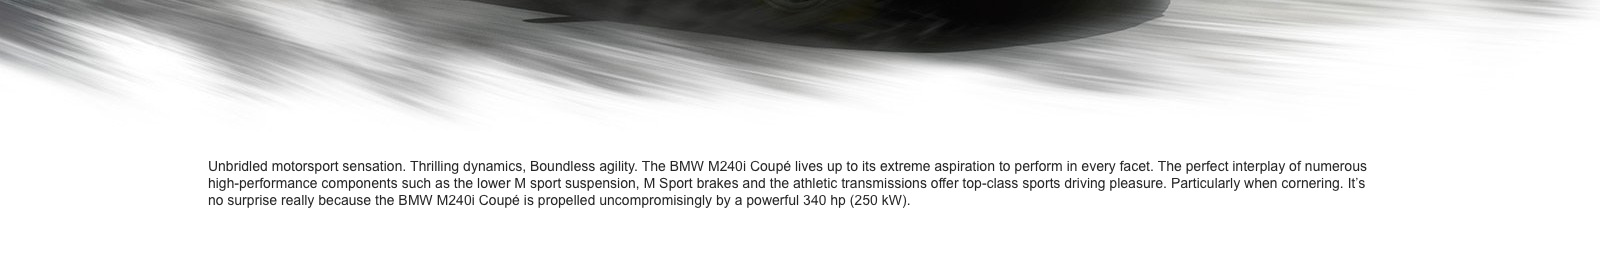 Unbridled motorsport sensation. Thrilling dynamics, Boundless agility. The BMW M240i Coupé lives up to its extreme aspiration to perform in every facet. The perfect interplay of numerous
high-performance components such as the lower M sport suspension, M Sport brakes and the athletic transmissions offer top-class sports driving pleasure. Particularly when cornering. It’s
no surprise really because the BMW M240i Coupé is propelled uncompromisingly by a powerful 340 hp (250 kW).